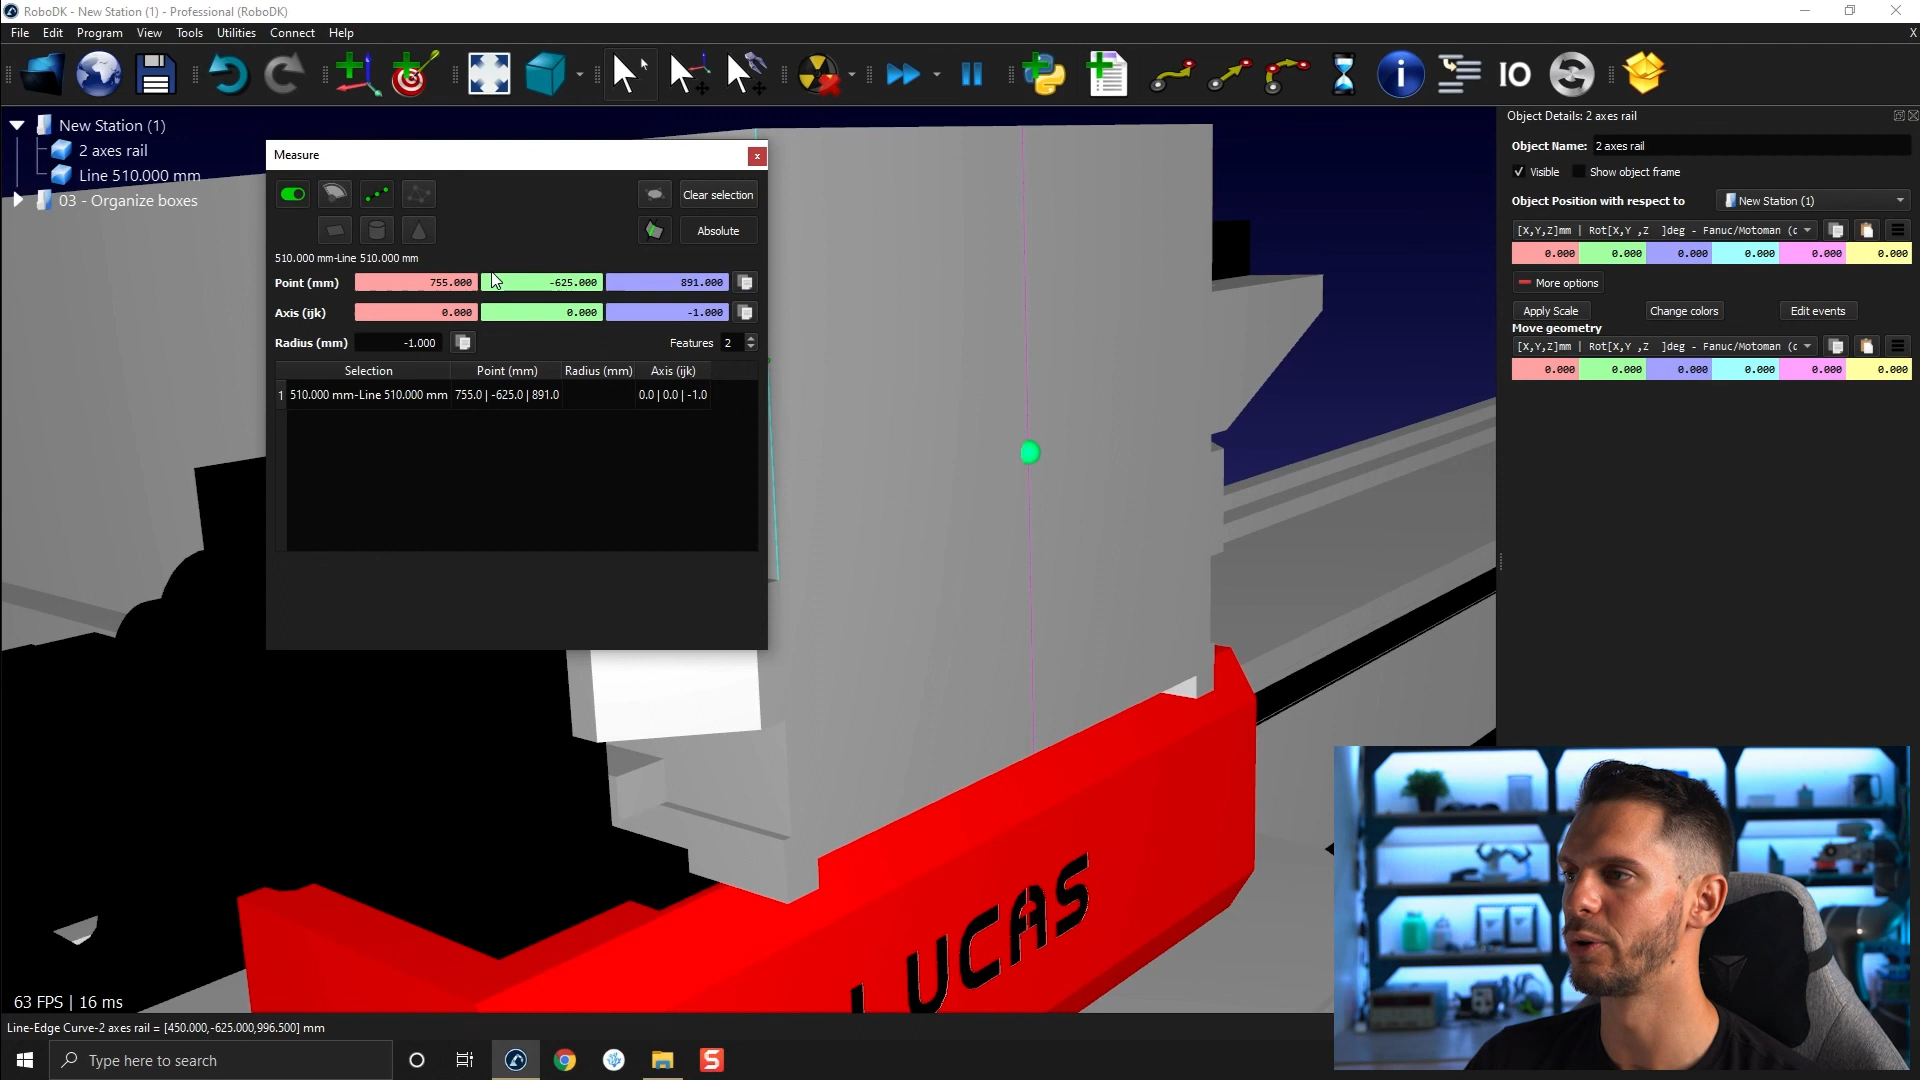 RoboDK - New Station (1) - Professional (RoboDK)
File Edit Program View Tools Utilities Connect Help
X
IO
New Station (1)
2 axes rail
Line 510.000 mm
03 - Organize boxes
Measure
x
Clear selection
Absolute
510.000 mm-Line 510.000 mm
Point (mm) 755.000 -625.000 891.000
Axis (ijk) 0.000 0.000 -1.000
Radius (mm) -1.000 Features 2
Selection Point (mm) Radius (mm) Axis (ijk)
1 510.000 mm-Line 510.000 mm 755.0 | -625.0 | 891.0 0.0 | 0.0 | -1.0
Object Details: 2 axes rail
Object Name: 2 axes rail
Visible Show object frame
Object Position with respect to New Station (1)
[X,Y,Z]mm | Rot[X,Y ,Z ]deg - Fanuc/Motoman (c
0.000 0.000 0.000 0.000 0.000 0.000
More options
Apply Scale Change colors Edit events
Move geometry
[X,Y,Z]mm | Rot[X,Y ,Z ]deg - Fanuc/Motoman (c
0.000 0.000 0.000 0.000 0.000 0.000
LUCAS
63 FPS | 16 ms
Line-Edge Curve-2 axes rail = [450.000,-625.000,996.500] mm
Type here to search
S